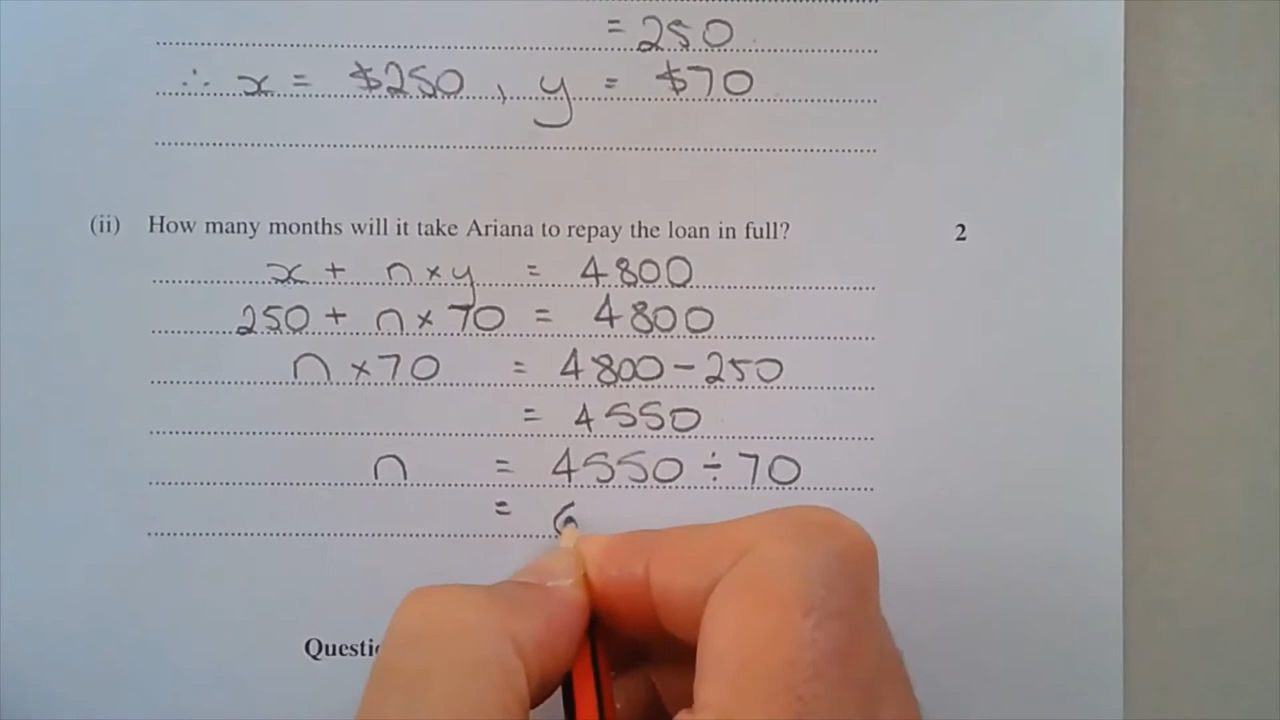 = 250
∴ x = $250 , y = $70
(ii) How many months will it take Ariana to repay the loan in full? 2
x + n × y = 4800
250 + n × 70 = 4800
n × 70 = 4800 - 250
= 4550
n = 4550 ÷ 70
= 6